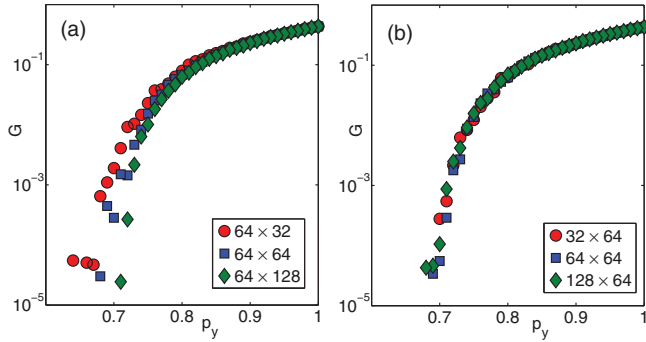 (a)
G
10⁻¹
10⁻³
10⁻⁵
0.7
0.8
0.9
1
p_y
64 × 32
64 × 64
64 × 128
(b)
G
10⁻¹
10⁻³
10⁻⁵
0.7
0.8
0.9
1
p_y
32 × 64
64 × 64
128 × 64